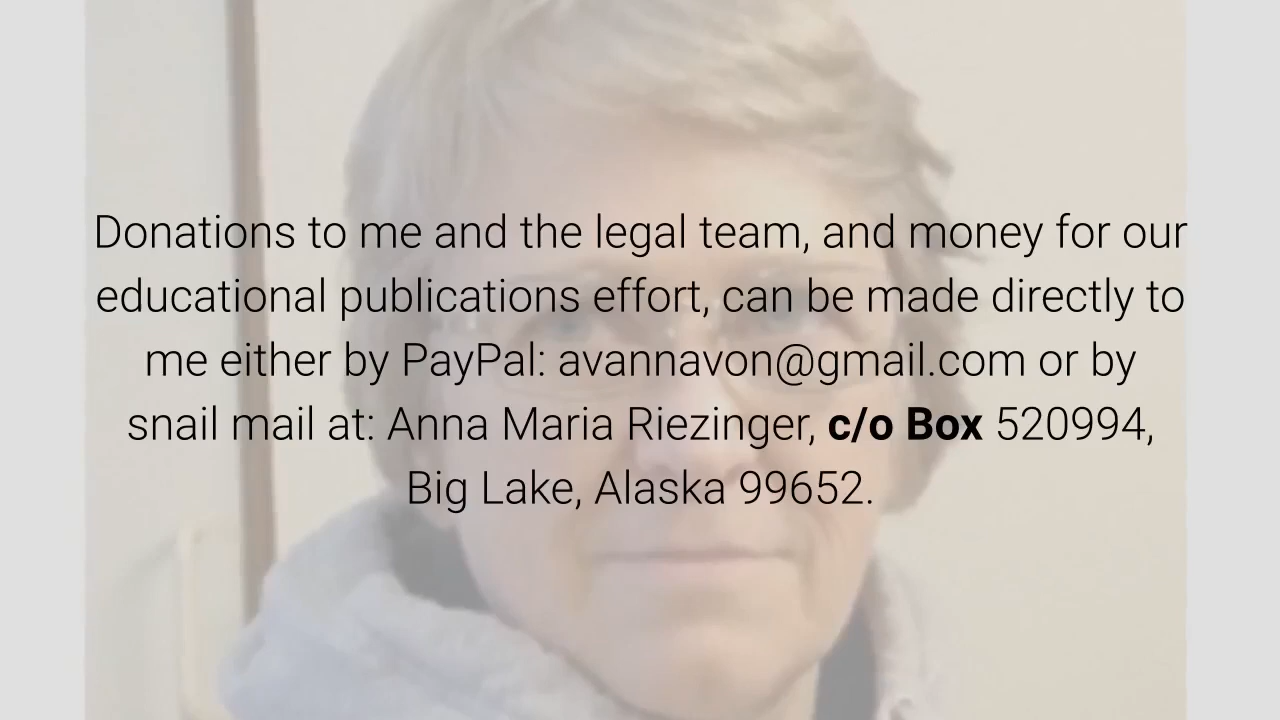 Donations to me and the legal team, and money for our
educational publications effort, can be made directly to
me either by PayPal: avannavon@gmail.com or by
snail mail at: Anna Maria Riezinger, c/o Box 520994,
Big Lake, Alaska 99652.